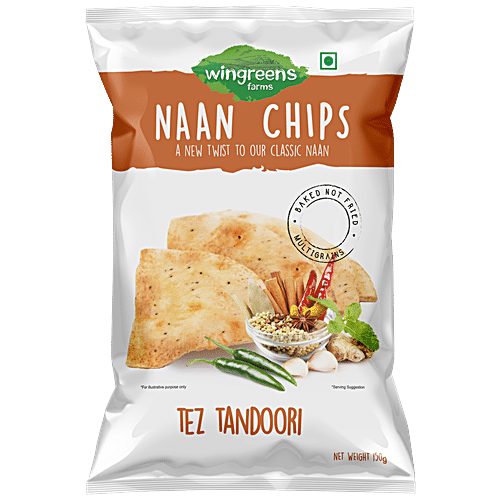 wingreens
farms
NAAN CHIPS
A NEW TWIST TO OUR CLASSIC NAAN
BAKED NOT FRIED
MULTIGRAINS
*For illustrative purpose only
*Serving Suggestion
TEZ TANDOORI
NET WEIGHT 150g